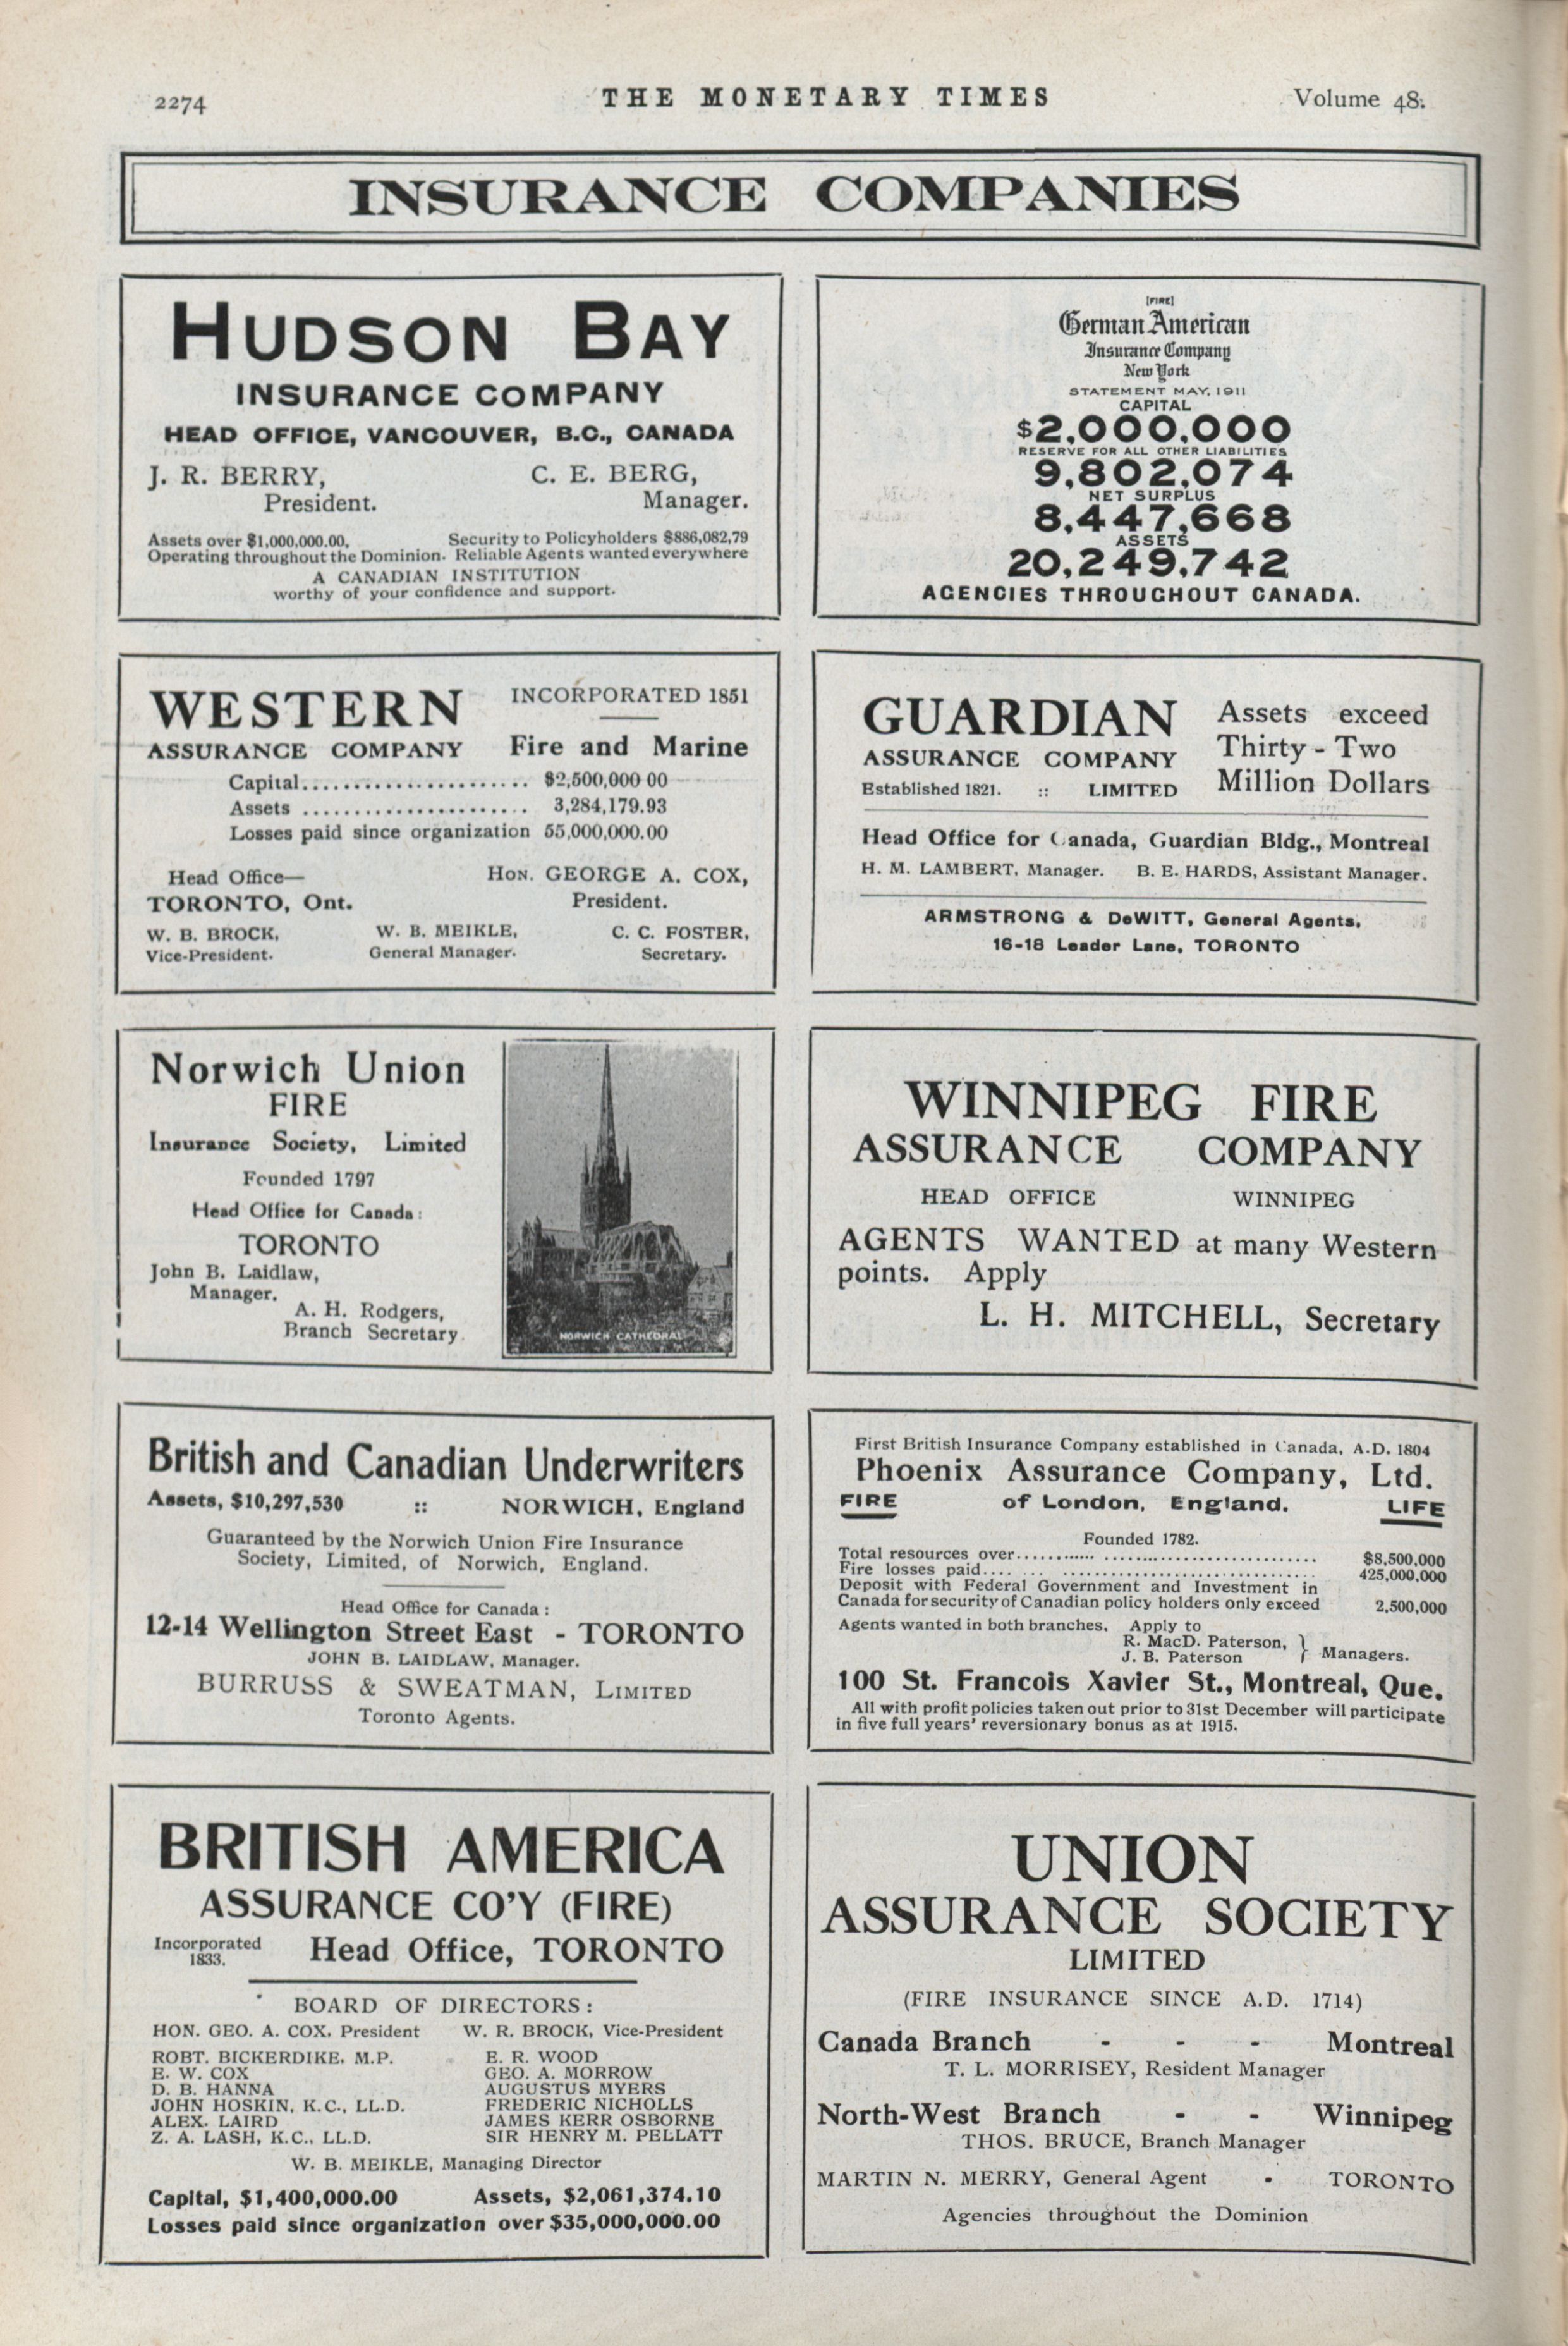 2274
THE MONETARY TIMES
Volume 48.
INSURANCE COMPANIES
HUDSON BAY
INSURANCE COMPANY
HEAD OFFICE, VANCOUVER, B.C., CANADA
J. R. BERRY,
President.
C. E. BERG,
Manager.
Assets over $1,000,000.00, Security to Policyholders $886,082,79
Operating throughout the Dominion. Reliable Agents wanted everywhere
A CANADIAN INSTITUTION
worthy of your confidence and support.
[FIRE]
German American
Insurance Company
New York
STATEMENT MAY, 1911
CAPITAL
$2,000,000
RESERVE FOR ALL OTHER LIABILITIES
9,802,074
NET SURPLUS
8,447,668
ASSETS
20,249,742
AGENCIES THROUGHOUT CANADA.
WESTERN
ASSURANCE COMPANY
INCORPORATED 1851
Fire and Marine
Capital...................... $2,500,000 00
Assets ...................... 3,284,179.93
Losses paid since organization 55,000,000.00
Head Office—
TORONTO, Ont.
HON. GEORGE A. COX,
President.
W. B. BROCK,
Vice-President.
W. B. MEIKLE,
General Manager.
C. C. FOSTER,
Secretary.
GUARDIAN
ASSURANCE COMPANY
Established 1821. :: LIMITED
Assets exceed
Thirty - Two
Million Dollars
Head Office for Canada, Guardian Bldg., Montreal
H. M. LAMBERT, Manager. B. E. HARDS, Assistant Manager.
ARMSTRONG & DeWITT, General Agents,
16-18 Leader Lane, TORONTO
Norwich Union
FIRE
Insurance Society, Limited
Founded 1797
Head Office for Canada:
TORONTO
John B. Laidlaw,
Manager.
A. H. Rodgers,
Branch Secretary.
NORWICH CATHEDRAL
WINNIPEG FIRE
ASSURANCE COMPANY
HEAD OFFICE WINNIPEG
AGENTS WANTED at many Western
points. Apply
L. H. MITCHELL, Secretary
British and Canadian Underwriters
Assets, $10,297,530 :: NORWICH, England
Guaranteed by the Norwich Union Fire Insurance
Society, Limited, of Norwich, England.
Head Office for Canada:
12-14 Wellington Street East - TORONTO
JOHN B. LAIDLAW, Manager.
BURRUSS & SWEATMAN, LIMITED
Toronto Agents.
First British Insurance Company established in Canada, A.D. 1804
Phoenix Assurance Company, Ltd.
FIRE of London, England. LIFE
Founded 1782.
Total resources over........................................ $8,500,000
Fire losses paid........................................ 425,000,000
Deposit with Federal Government and Investment in
Canada for security of Canadian policy holders only exceed 2,500,000
Agents wanted in both branches. Apply to
R. MacD. Paterson,
J. B. Paterson } Managers.
100 St. Francois Xavier St., Montreal, Que.
All with profit policies taken out prior to 31st December will participate
in five full years' reversionary bonus as at 1915.
BRITISH AMERICA
ASSURANCE CO'Y (FIRE)
Incorporated
1833.
Head Office, TORONTO
BOARD OF DIRECTORS:
HON. GEO. A. COX, President W. R. BROCK, Vice-President
ROBT. BICKERDIKE, M.P. E. R. WOOD
E. W. COX GEO. A. MORROW
D. B. HANNA AUGUSTUS MYERS
JOHN HOSKIN, K.C., LL.D. FREDERIC NICHOLLS
ALEX. LAIRD JAMES KERR OSBORNE
Z. A. LASH, K.C., LL.D. SIR HENRY M. PELLATT
W. B. MEIKLE, Managing Director
Capital, $1,400,000.00 Assets, $2,061,374.10
Losses paid since organization over $35,000,000.00
UNION
ASSURANCE SOCIETY
LIMITED
(FIRE INSURANCE SINCE A.D. 1714)
Canada Branch - - - Montreal
T. L. MORRISEY, Resident Manager
North-West Branch - - Winnipeg
THOS. BRUCE, Branch Manager
MARTIN N. MERRY, General Agent - TORONTO
Agencies throughout the Dominion